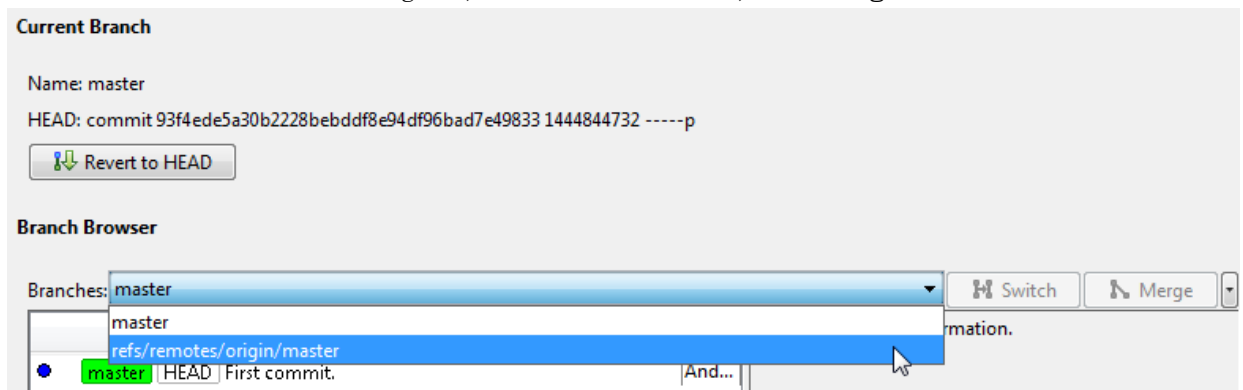 Current Branch
Name: master
HEAD: commit 93f4ede5a30b2228bebddf8e94df96bad7e49833 1444844732 -----p
Revert to HEAD
Branch Browser
Branches: master Switch Merge
master rmation.
refs/remotes/origin/master
master HEAD First commit. And...